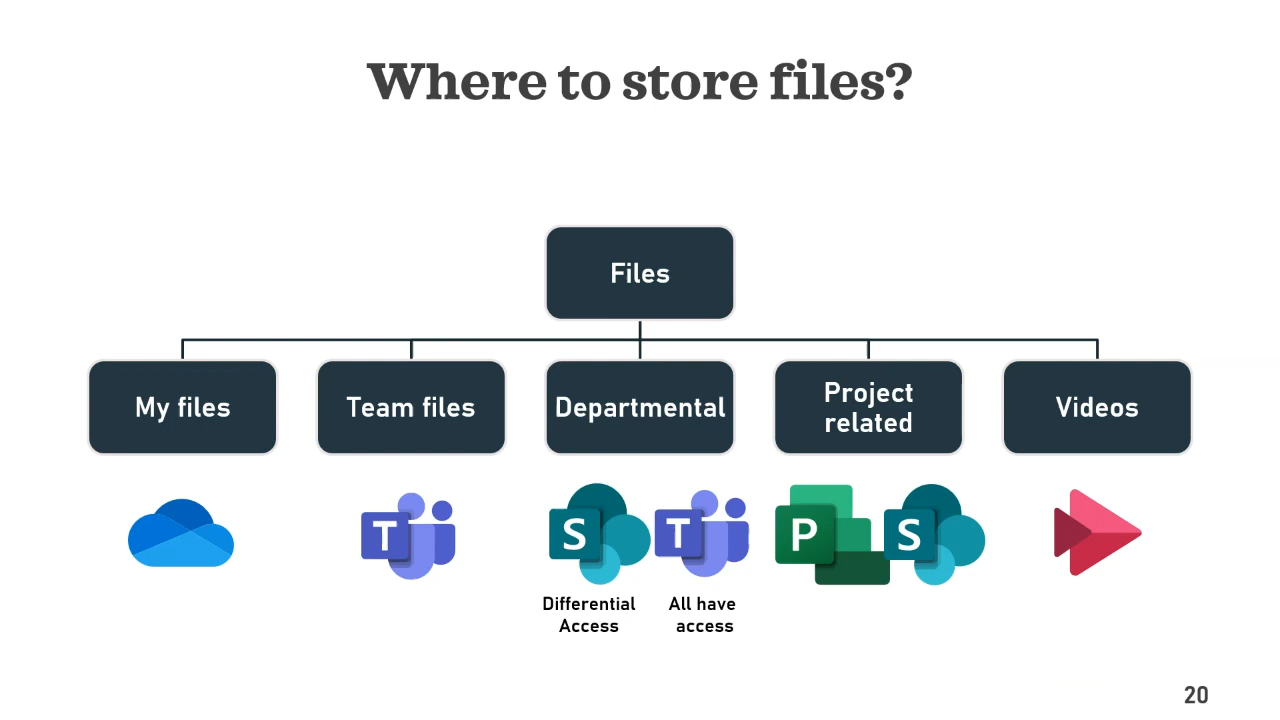 Where to store files?
Files
My files
Team files
Departmental
Project
related
Videos
T
S
T
P
S
Differential
Access
All have
access
20